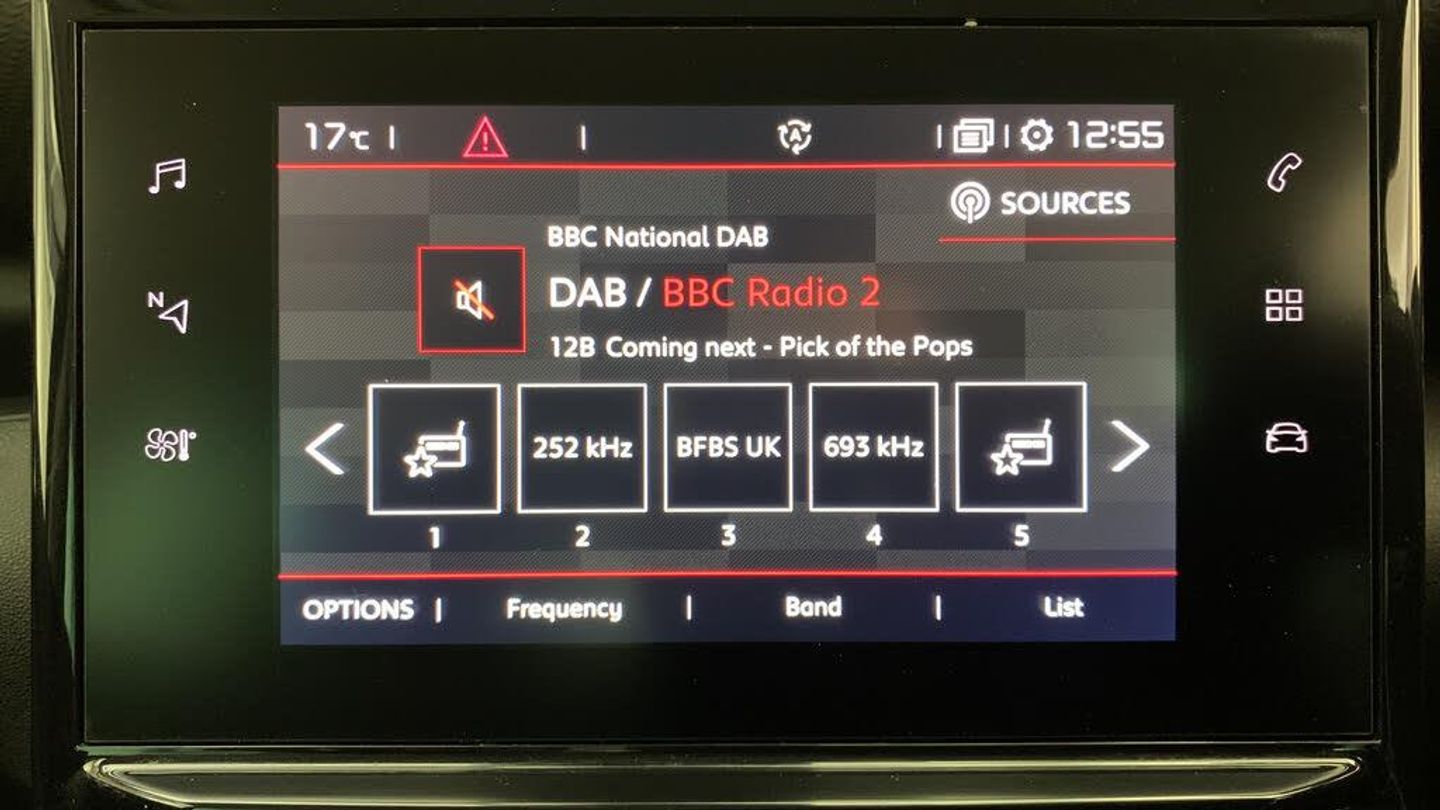 17°C
12:55
SOURCES
BBC National DAB
DAB / BBC Radio 2
12B Coming next - Pick of the Pops
252 kHz
BFBS UK
693 kHz
1 2 3 4 5
OPTIONS | Frequency | Band | List
N
A